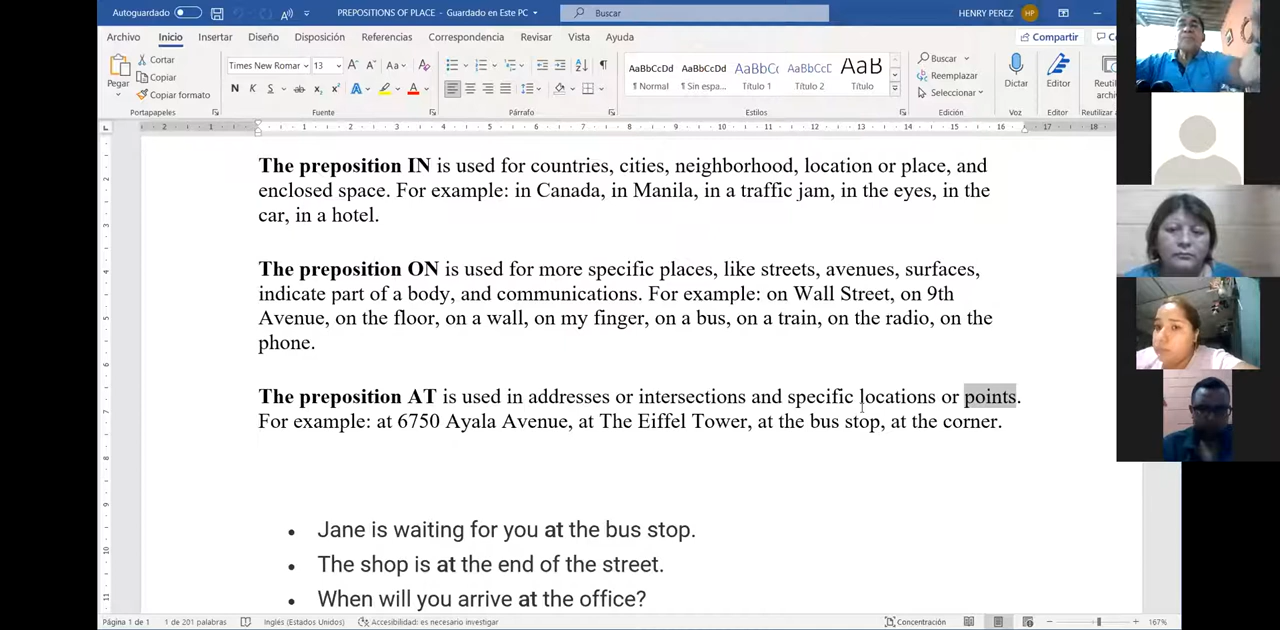 Autoguardado
PREPOSITIONS OF PLACE - Guardado en Este PC
Buscar
HENRY PEREZ HP
Archivo Inicio Insertar Diseño Disposición Referencias Correspondencia Revisar Vista Ayuda Compartir
Pegar
Cortar
Copiar
Copiar formato
Portapapeles
Times New Roman 13
N K S
Fuente
Párrafo
AaBbCcDd AaBbCcDd AaBbCc AaBbCcD AaB
¶ Normal ¶ Sin espa... Título 1 Título 2 Título
Estilos
Buscar
Reemplazar
Seleccionar
Edición
Dictar
Voz
Editor
Editor
The preposition IN is used for countries, cities, neighborhood, location or place, and
enclosed space. For example: in Canada, in Manila, in a traffic jam, in the eyes, in the
car, in a hotel.
The preposition ON is used for more specific places, like streets, avenues, surfaces,
indicate part of a body, and communications. For example: on Wall Street, on 9th
Avenue, on the floor, on a wall, on my finger, on a bus, on a train, on the radio, on the
phone.
The preposition AT is used in addresses or intersections and specific locations or points.
For example: at 6750 Ayala Avenue, at The Eiffel Tower, at the bus stop, at the corner.
• Jane is waiting for you at the bus stop.
• The shop is at the end of the street.
• When will you arrive at the office?
Página 1 de 1 201 palabras Inglés (Estados Unidos) Accesibilidad: es necesario investigar Concentración 167%